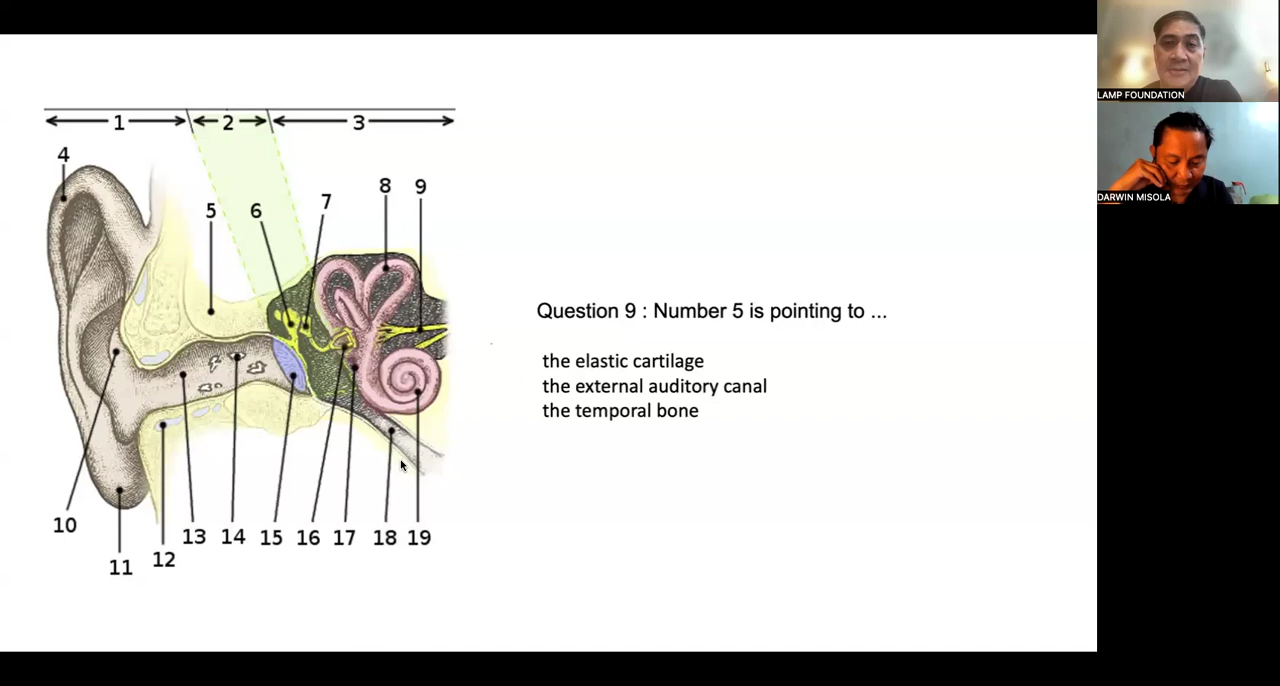 1 2 3
4
5 6 7 8 9
10 11 12 13 14 15 16 17 18 19
Question 9 : Number 5 is pointing to ...
the elastic cartilage
the external auditory canal
the temporal bone
LAMP FOUNDATION
DARWIN MISOLA